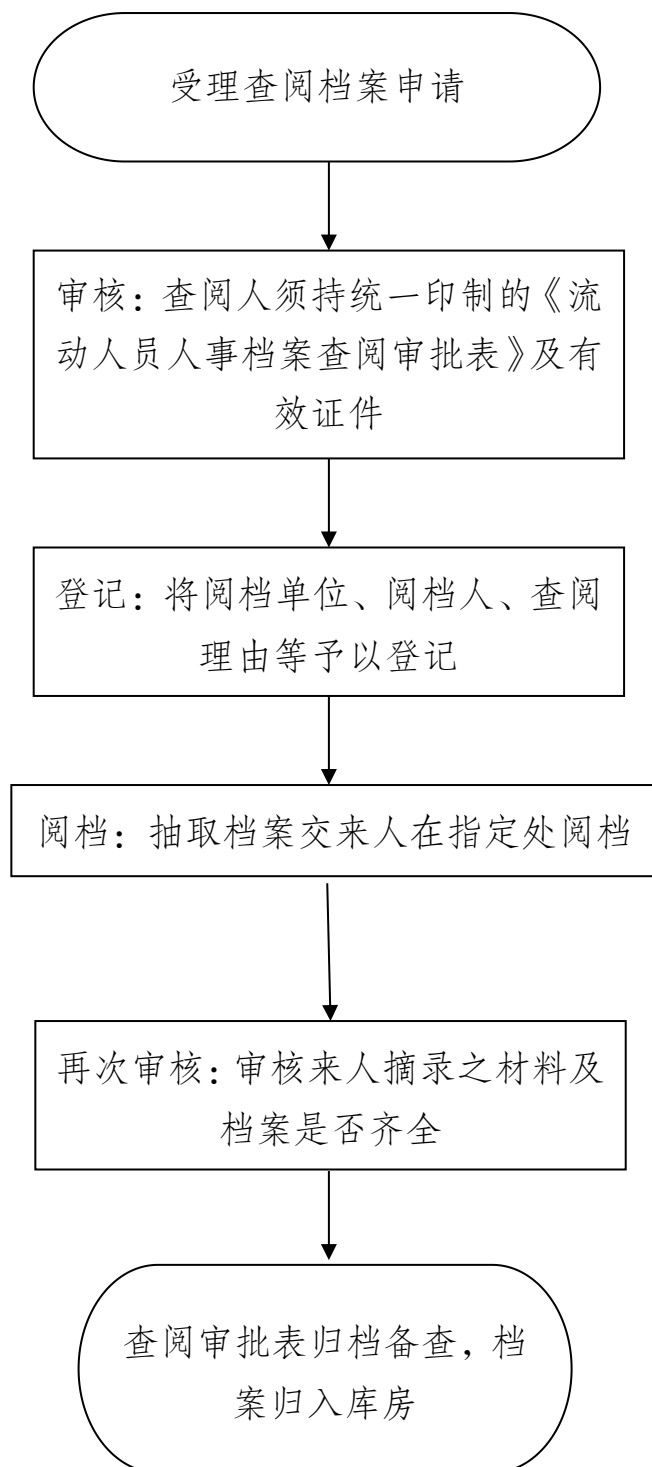 受理查阅档案申请
审核：查阅人须持统一印制的《流
动人员人事档案查阅审批表》及有
效证件
登记：将阅档单位、阅档人、查阅
理由等予以登记
阅档：抽取档案交来人在指定处阅档
再次审核：审核来人摘录之材料及
档案是否齐全
查阅审批表归档备查，档
案归入库房